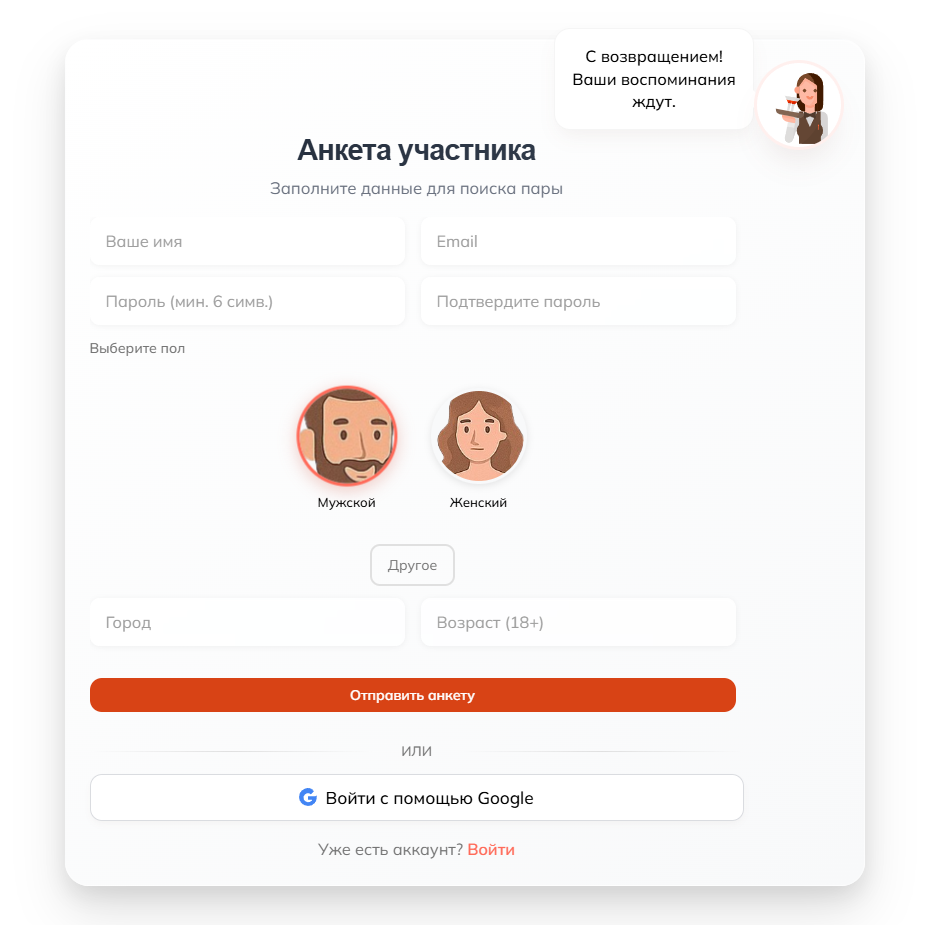 С возвращением!
Ваши воспоминания
ждут.
Анкета участника
Заполните данные для поиска пары
Ваше имя
Email
Пароль (мин. 6 симв.)
Подтвердите пароль
Выберите пол
Мужской
Женский
Другое
Город
Возраст (18+)
Отправить анкету
ИЛИ
Войти с помощью Google
Уже есть аккаунт? Войти